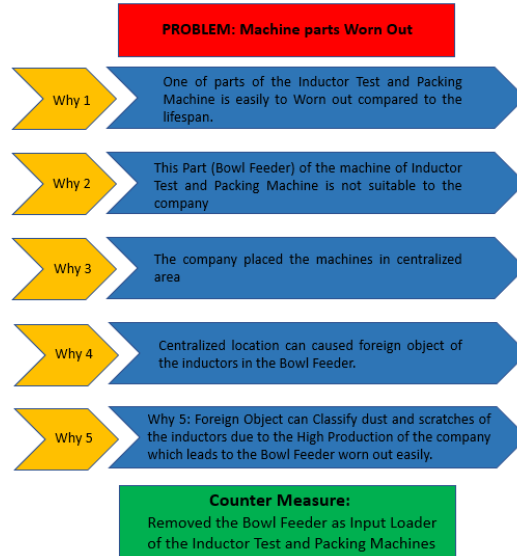 PROBLEM: Machine parts Worn Out
Why 1
One of parts of the Inductor Test and Packing
Machine is easily to Worn out compared to the
lifespan.
Why 2
This Part (Bowl Feeder) of the machine of Inductor
Test and Packing Machine is not suitable to the
company
Why 3
The company placed the machines in centralized
area
Why 4
Centralized location can caused foreign object of
the inductors in the Bowl Feeder.
Why 5
Why 5: Foreign Object can Classify dust and scratches of
the inductors due to the High Production of the company
which leads to the Bowl Feeder worn out easily.
Counter Measure:
Removed the Bowl Feeder as Input Loader
of the Inductor Test and Packing Machines